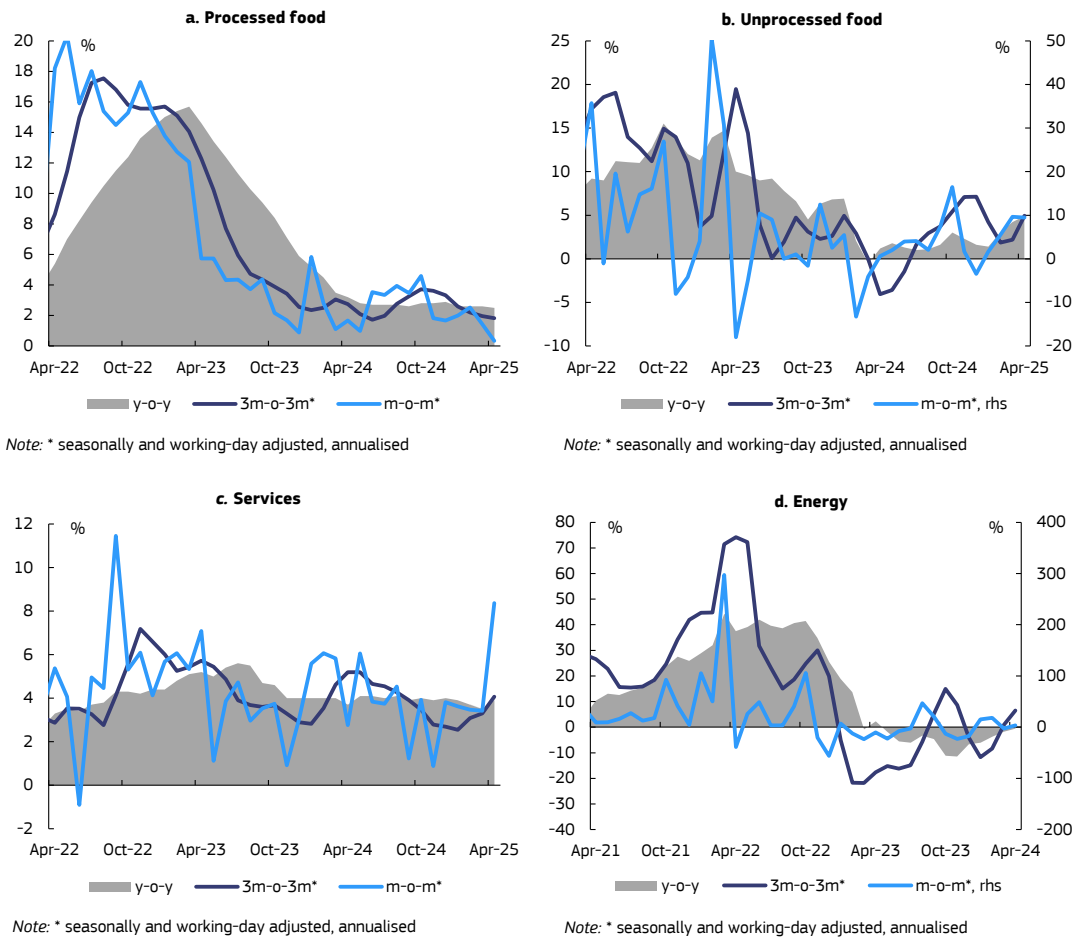 a. Processed food
%
20
18
16
14
12
10
8
6
4
2
0
Apr-22 Oct-22 Apr-23 Oct-23 Apr-24 Oct-24 Apr-25
y-o-y 3m-o-3m* m-o-m*
Note: * seasonally and working-day adjusted, annualised
b. Unprocessed food
% %
25 50
20 40
15 30
10 20
5 10
0 0
-5 -10
-10 -20
Apr-22 Oct-22 Apr-23 Oct-23 Apr-24 Oct-24 Apr-25
y-o-y 3m-o-3m* m-o-m*, rhs
Note: * seasonally and working-day adjusted, annualised
c. Services
%
12
10
8
6
4
2
0
-2
Apr-22 Oct-22 Apr-23 Oct-23 Apr-24 Oct-24 Apr-25
y-o-y 3m-o-3m* m-o-m*
Note: * seasonally and working-day adjusted, annualised
d. Energy
% %
80 400
70
60 300
50
40 200
30
20 100
10
0 0
-10
-20 -100
-30
-40 -200
Apr-21 Oct-21 Apr-22 Oct-22 Apr-23 Oct-23 Apr-24
y-o-y 3m-o-3m* m-o-m*, rhs
Note: * seasonally and working-day adjusted, annualised